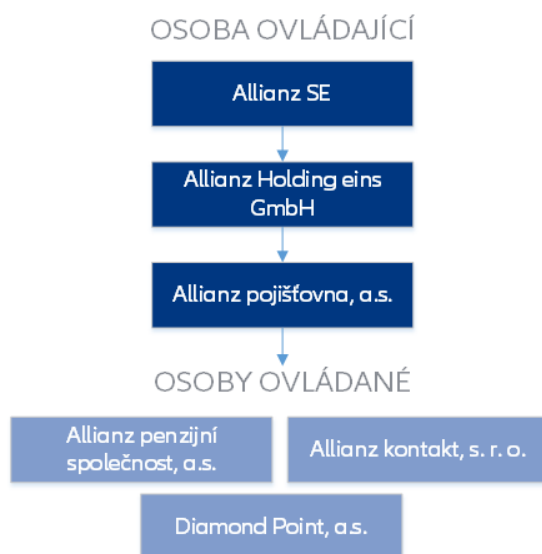 OSOBA OVLÁDAJÍCÍ
Allianz SE
Allianz Holding eins
GmbH
Allianz pojišťovna, a.s.
OSOBY OVLÁDANÉ
Allianz penzijní
společnost, a.s.
Allianz kontakt, s. r. o.
Diamond Point, a.s.